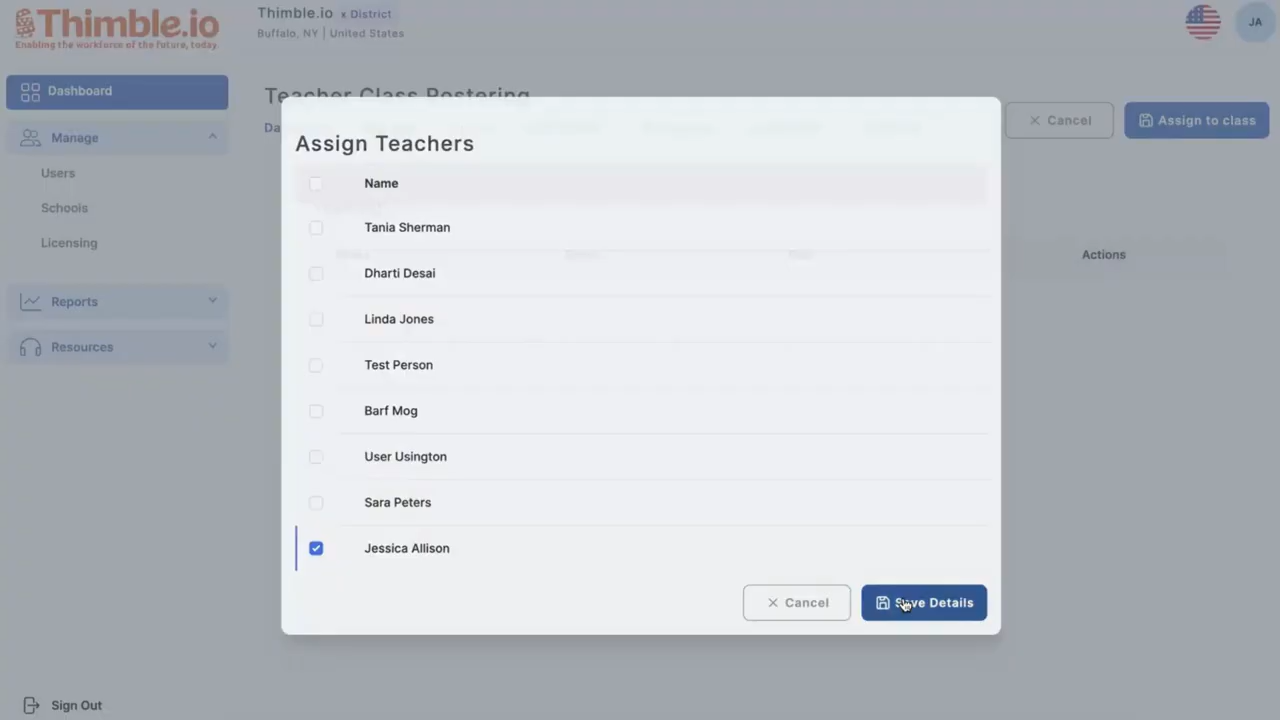 Thimble.io
Enabling the workforce of the future, today.
Thimble.io x District
Buffalo, NY | United States
JA
Dashboard
Manage
Users
Schools
Licensing
Reports
Resources
Sign Out
Teacher Class Rostering
Cancel
Assign to class
Actions
Assign Teachers
Name
Tania Sherman
Dharti Desai
Linda Jones
Test Person
Barf Mog
User Usington
Sara Peters
Jessica Allison
Cancel
Save Details